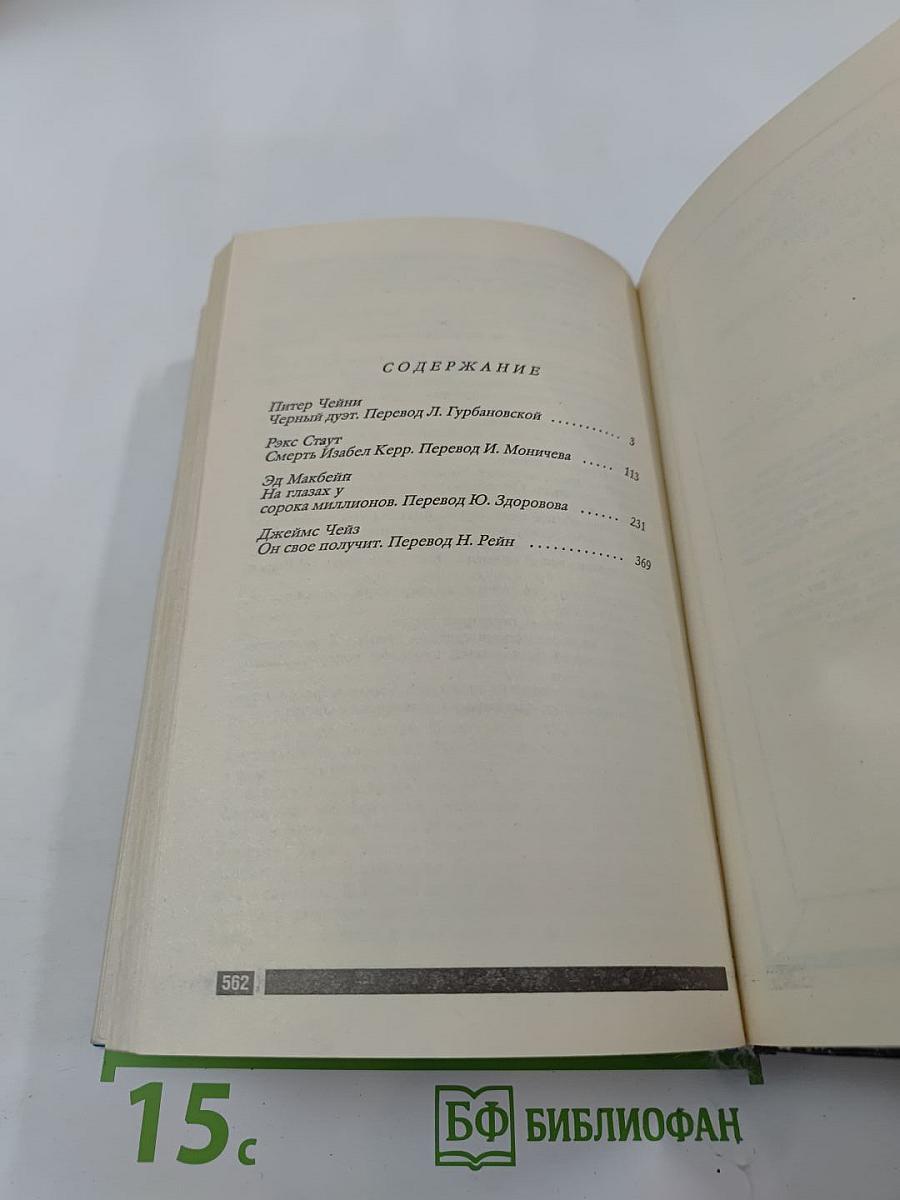 СОДЕРЖАНИЕ
Питер Чейни
Черный дуэт. Перевод Л. Гурбановской .......... 3
Рэкс Стаут
Смерть Изабел Керр. Перевод И. Моничева ..... 113
Эд Макбейн
На глазах у
сорока миллионов. Перевод Ю. Здоровова ...... 231
Джеймс Чейз
Он свое получит. Перевод Н. Рейн ............. 369
562
15 с
БФ БИБЛИОФАН